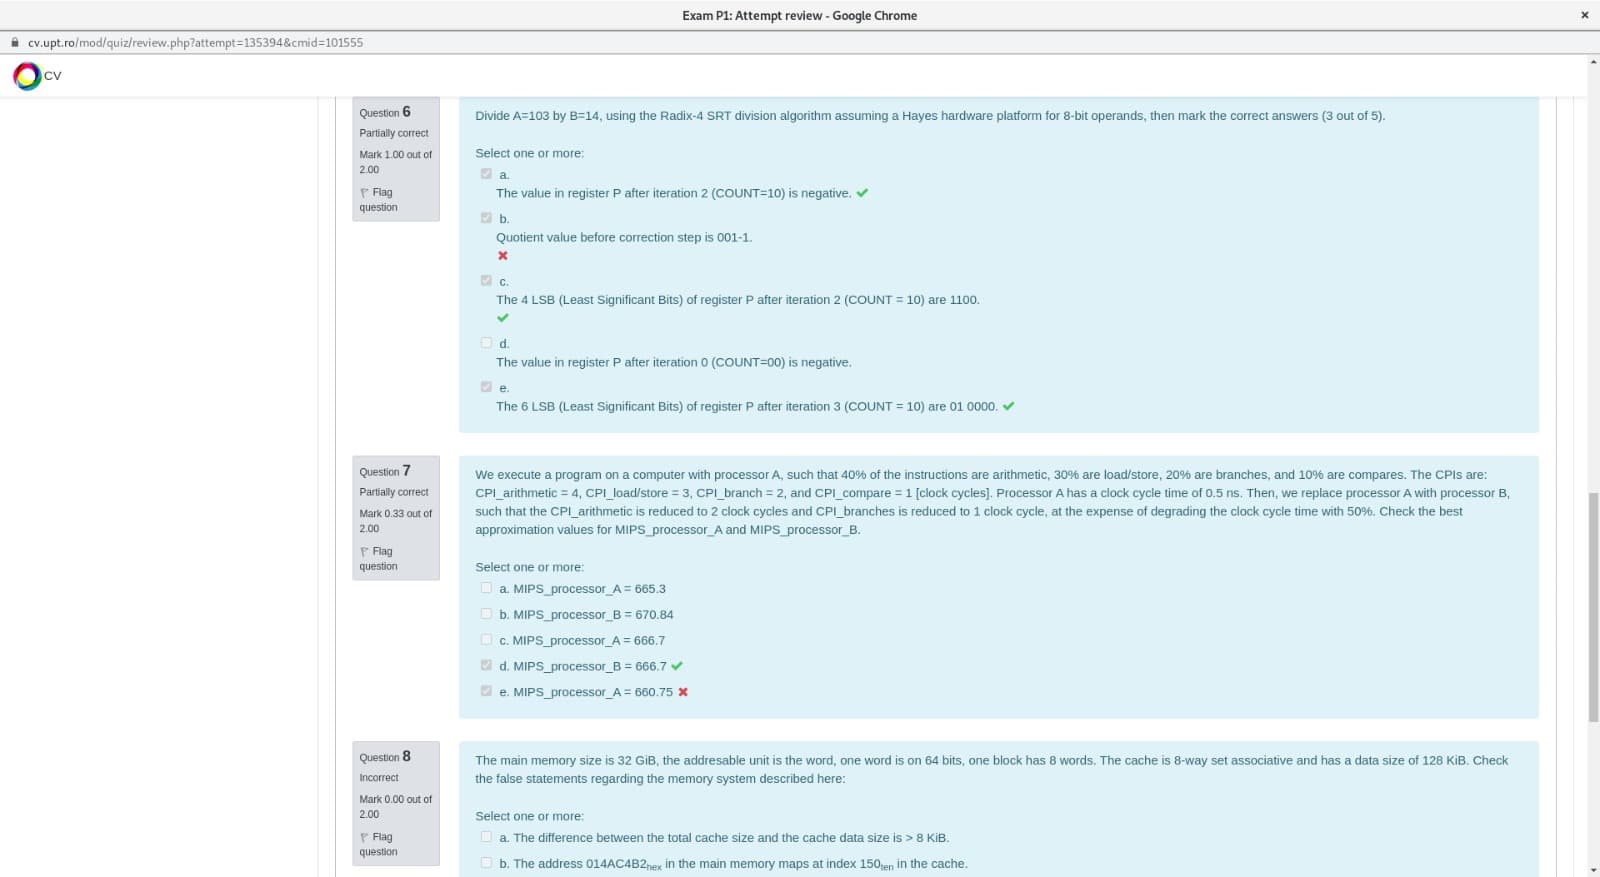 Exam P1: Attempt review - Google Chrome
cv.upt.ro/mod/quiz/review.php?attempt=135394&cmid=101555
CV
Question 6
Partially correct
Mark 1.00 out of
2.00
Flag
question
Divide A=103 by B=14, using the Radix-4 SRT division algorithm assuming a Hayes hardware platform for 8-bit operands, then mark the correct answers (3 out of 5).
Select one or more:
a.
The value in register P after iteration 2 (COUNT=10) is negative.
b.
Quotient value before correction step is 001-1.
c.
The 4 LSB (Least Significant Bits) of register P after iteration 2 (COUNT = 10) are 1100.
d.
The value in register P after iteration 0 (COUNT=00) is negative.
e.
The 6 LSB (Least Significant Bits) of register P after iteration 3 (COUNT = 10) are 01 0000.
Question 7
Partially correct
Mark 0.33 out of
2.00
Flag
question
We execute a program on a computer with processor A, such that 40% of the instructions are arithmetic, 30% are load/store, 20% are branches, and 10% are compares. The CPIs are:
CPI_arithmetic = 4, CPI_load/store = 3, CPI_branch = 2, and CPI_compare = 1 [clock cycles]. Processor A has a clock cycle time of 0.5 ns. Then, we replace processor A with processor B,
such that the CPI_arithmetic is reduced to 2 clock cycles and CPI_branches is reduced to 1 clock cycle, at the expense of degrading the clock cycle time with 50%. Check the best
approximation values for MIPS_processor_A and MIPS_processor_B.
Select one or more:
a. MIPS_processor_A = 665.3
b. MIPS_processor_B = 670.84
c. MIPS_processor_A = 666.7
d. MIPS_processor_B = 666.7
e. MIPS_processor_A = 660.75
Question 8
Incorrect
Mark 0.00 out of
2.00
Flag
question
The main memory size is 32 GiB, the addresable unit is the word, one word is on 64 bits, one block has 8 words. The cache is 8-way set associative and has a data size of 128 KiB. Check
the false statements regarding the memory system described here:
Select one or more:
a. The difference between the total cache size and the cache data size is > 8 KiB.
b. The address 014AC4B2hex in the main memory maps at index 150ten in the cache.